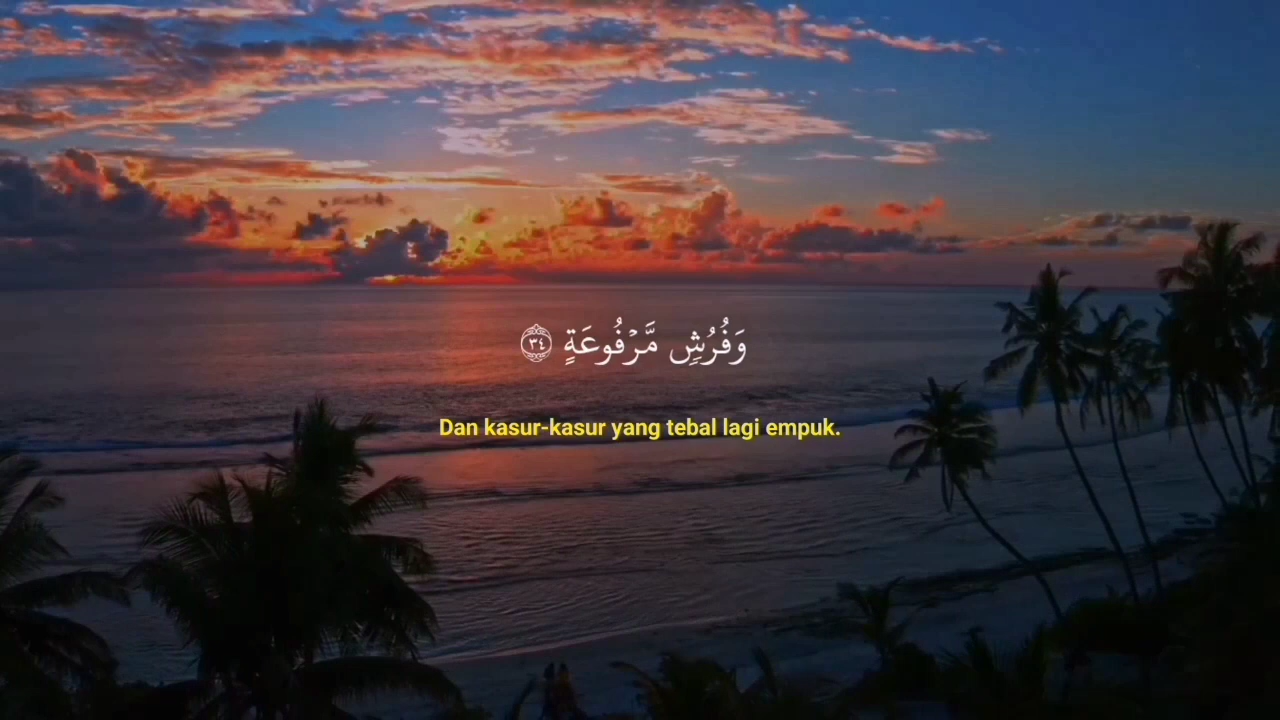 وَفُرُشٍ مَّرْفُوعَةٍ ٣٤
Dan kasur-kasur yang tebal lagi empuk.